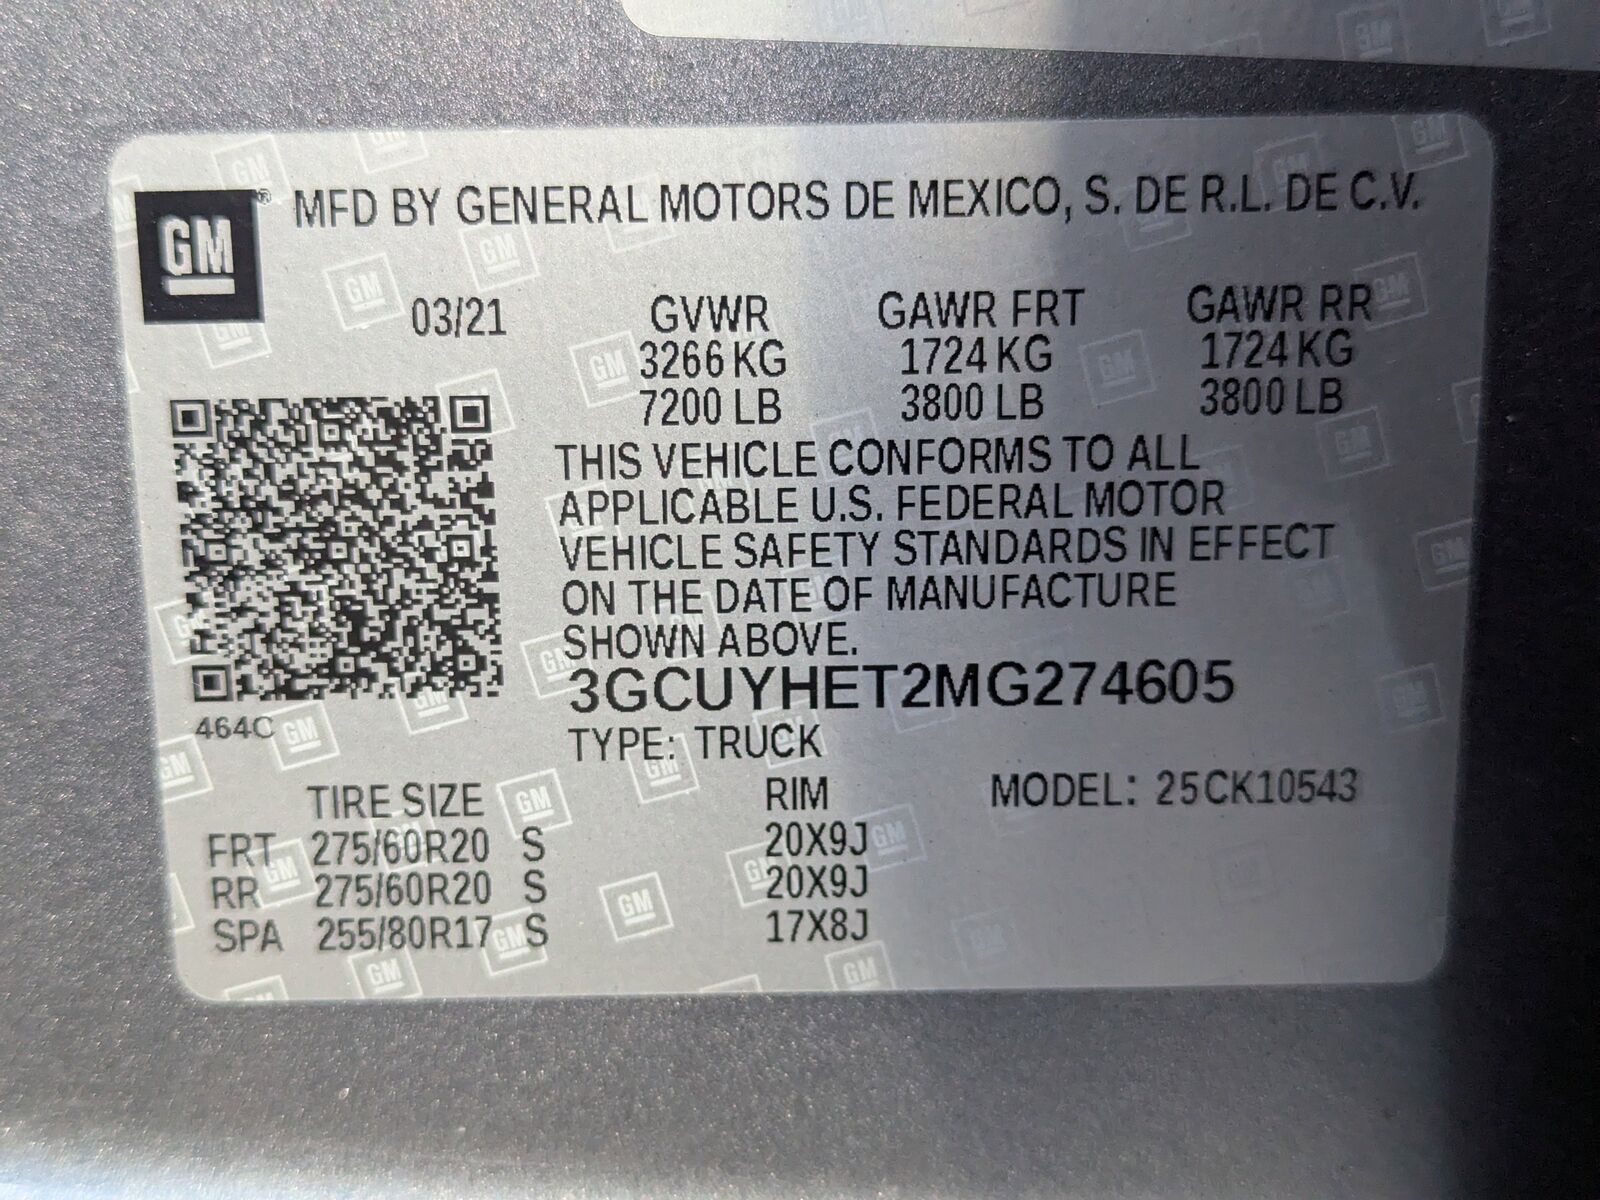 GM® MFD BY GENERAL MOTORS DE MEXICO, S. DE R.L. DE C.V.
03/21 GVWR GAWR FRT GAWR RR
3266 KG 1724 KG 1724 KG
7200 LB 3800 LB 3800 LB
THIS VEHICLE CONFORMS TO ALL
APPLICABLE U.S. FEDERAL MOTOR
VEHICLE SAFETY STANDARDS IN EFFECT
ON THE DATE OF MANUFACTURE
SHOWN ABOVE.
3GCUYHET2MG274605
464C
TYPE: TRUCK
TIRE SIZE RIM MODEL: 25CK10543
FRT 275/60R20 S 20X9J
RR 275/60R20 S 20X9J
SPA 255/80R17 S 17X8J